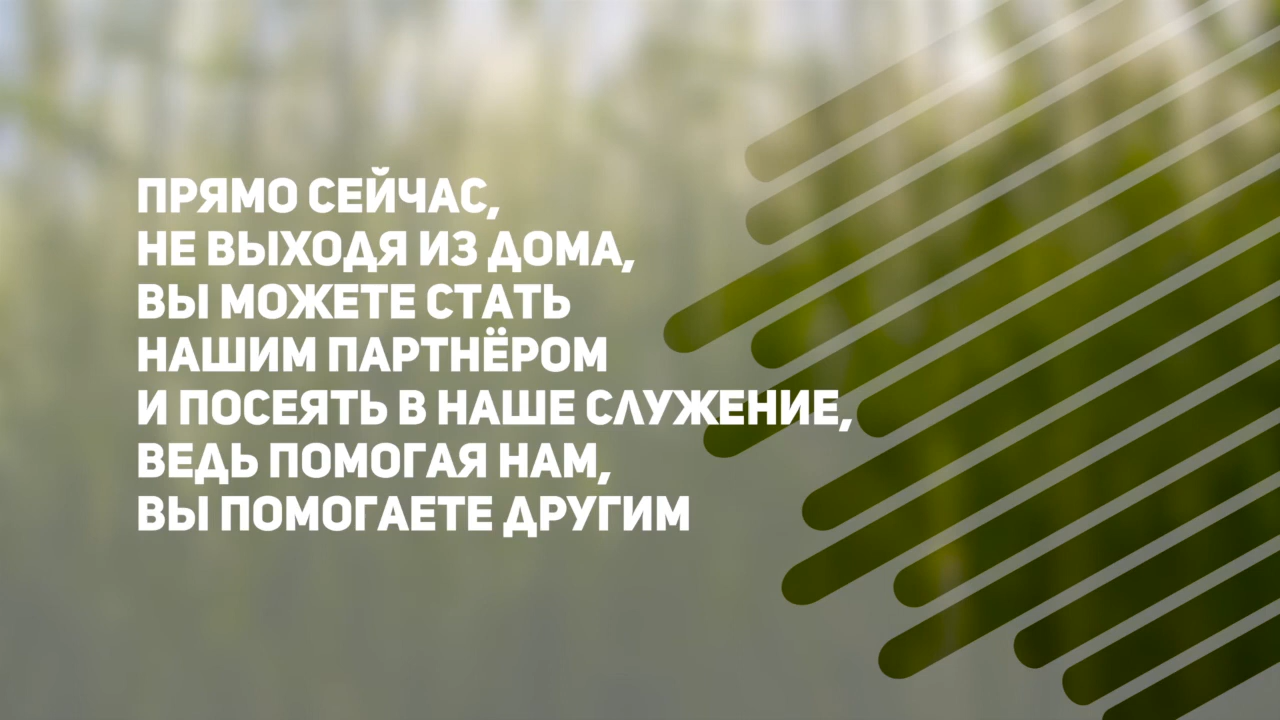 ПРЯМО СЕЙЧАС,
НЕ ВЫХОДЯ ИЗ ДОМА,
ВЫ МОЖЕТЕ СТАТЬ
НАШИМ ПАРТНЁРОМ
И ПОСЕЯТЬ В НАШЕ СЛУЖЕНИЕ,
ВЕДЬ ПОМОГАЯ НАМ,
ВЫ ПОМОГАЕТЕ ДРУГИМ